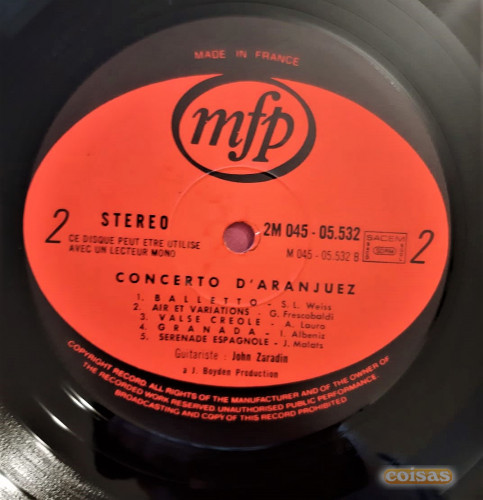 MADE IN FRANCE
mfp
2 STEREO 2M 045 - 05.532 SACEM 2
CE DISQUE PEUT ETRE UTILISE M 045 - 05.532 B
AVEC UN LECTEUR MONO
CONCERTO D'ARANJUEZ
1. BALLETTO - S. L. Weiss
2. AIR ET VARIATIONS - G. Frescobaldi
3. VALSE CREOLE - A. Lauro
4. GRANADA - I. Albeniz
5. SERENADE ESPAGNOLE - J. Malats
Guitariste : John Zaradin
a J. Boyden Production
COPYRIGHT RECORD ALL RIGHTS OF THE MANUFACTURER AND OF THE OWNER OF
THE RECORDED WORK RESERVED. UNAUTHORISED PUBLIC PERFORMANCE.
BROADCASTING AND COPY OF THIS RECORD PROHIBITED
coisas